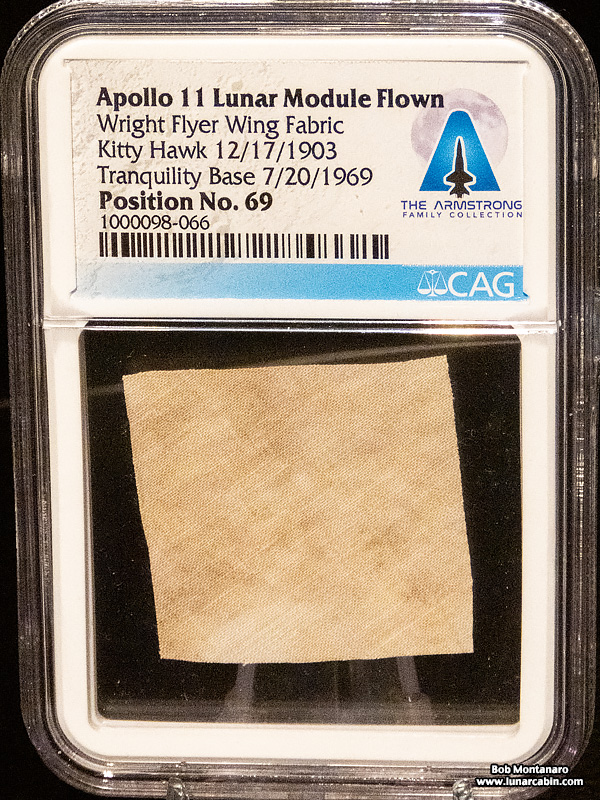 Apollo 11 Lunar Module Flown
Wright Flyer Wing Fabric
Kitty Hawk 12/17/1903
Tranquility Base 7/20/1969
Position No. 69
1000098-066
THE ARMSTRONG
FAMILY COLLECTION
CAG
Bob Montanaro
www.lunarcabin.com